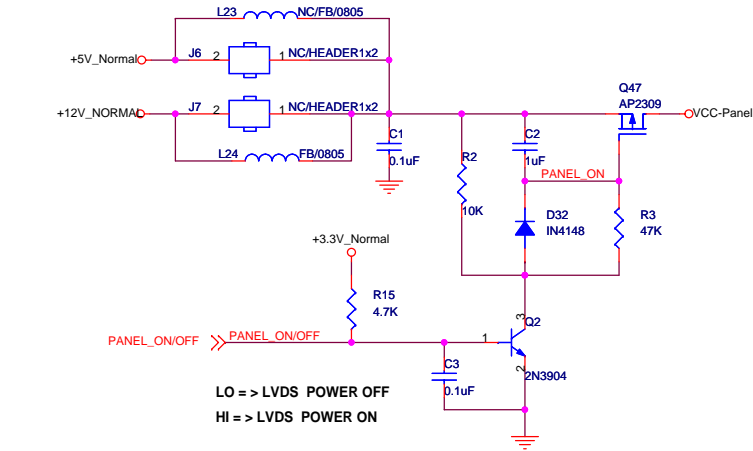 L23 NC/FB/0805
+5V_Normal J6 2 1 NC/HEADER1x2
Q47
AP2309
+12V_NORMAL J7 2 1 NC/HEADER1x2
VCC-Panel
L24 FB/0805
C1
0.1uF
C2
1uF
R2
10K
PANEL_ON
D32
IN4148
R3
47K
+3.3V_Normal
R15
4.7K
PANEL_ON/OFF PANEL_ON/OFF
1
3
Q2
2
2N3904
C3
0.1uF
LO = > LVDS POWER OFF
HI = > LVDS POWER ON